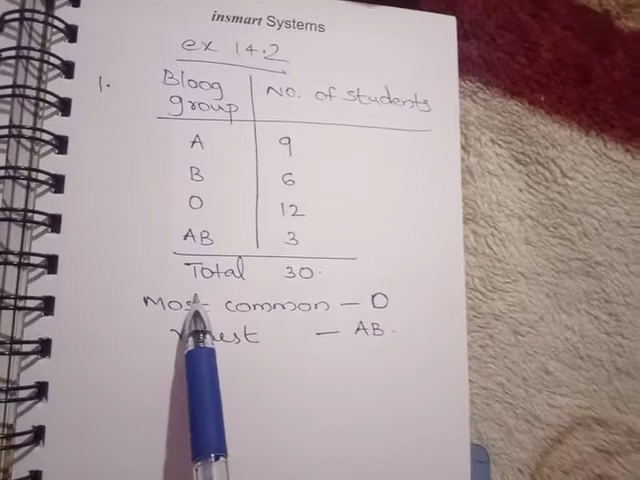 insmart Systems
ex 14.2
1. Bloog group No. of students
A 9
B 6
O 12
AB 3
Total 30.
Most common — O
— AB.